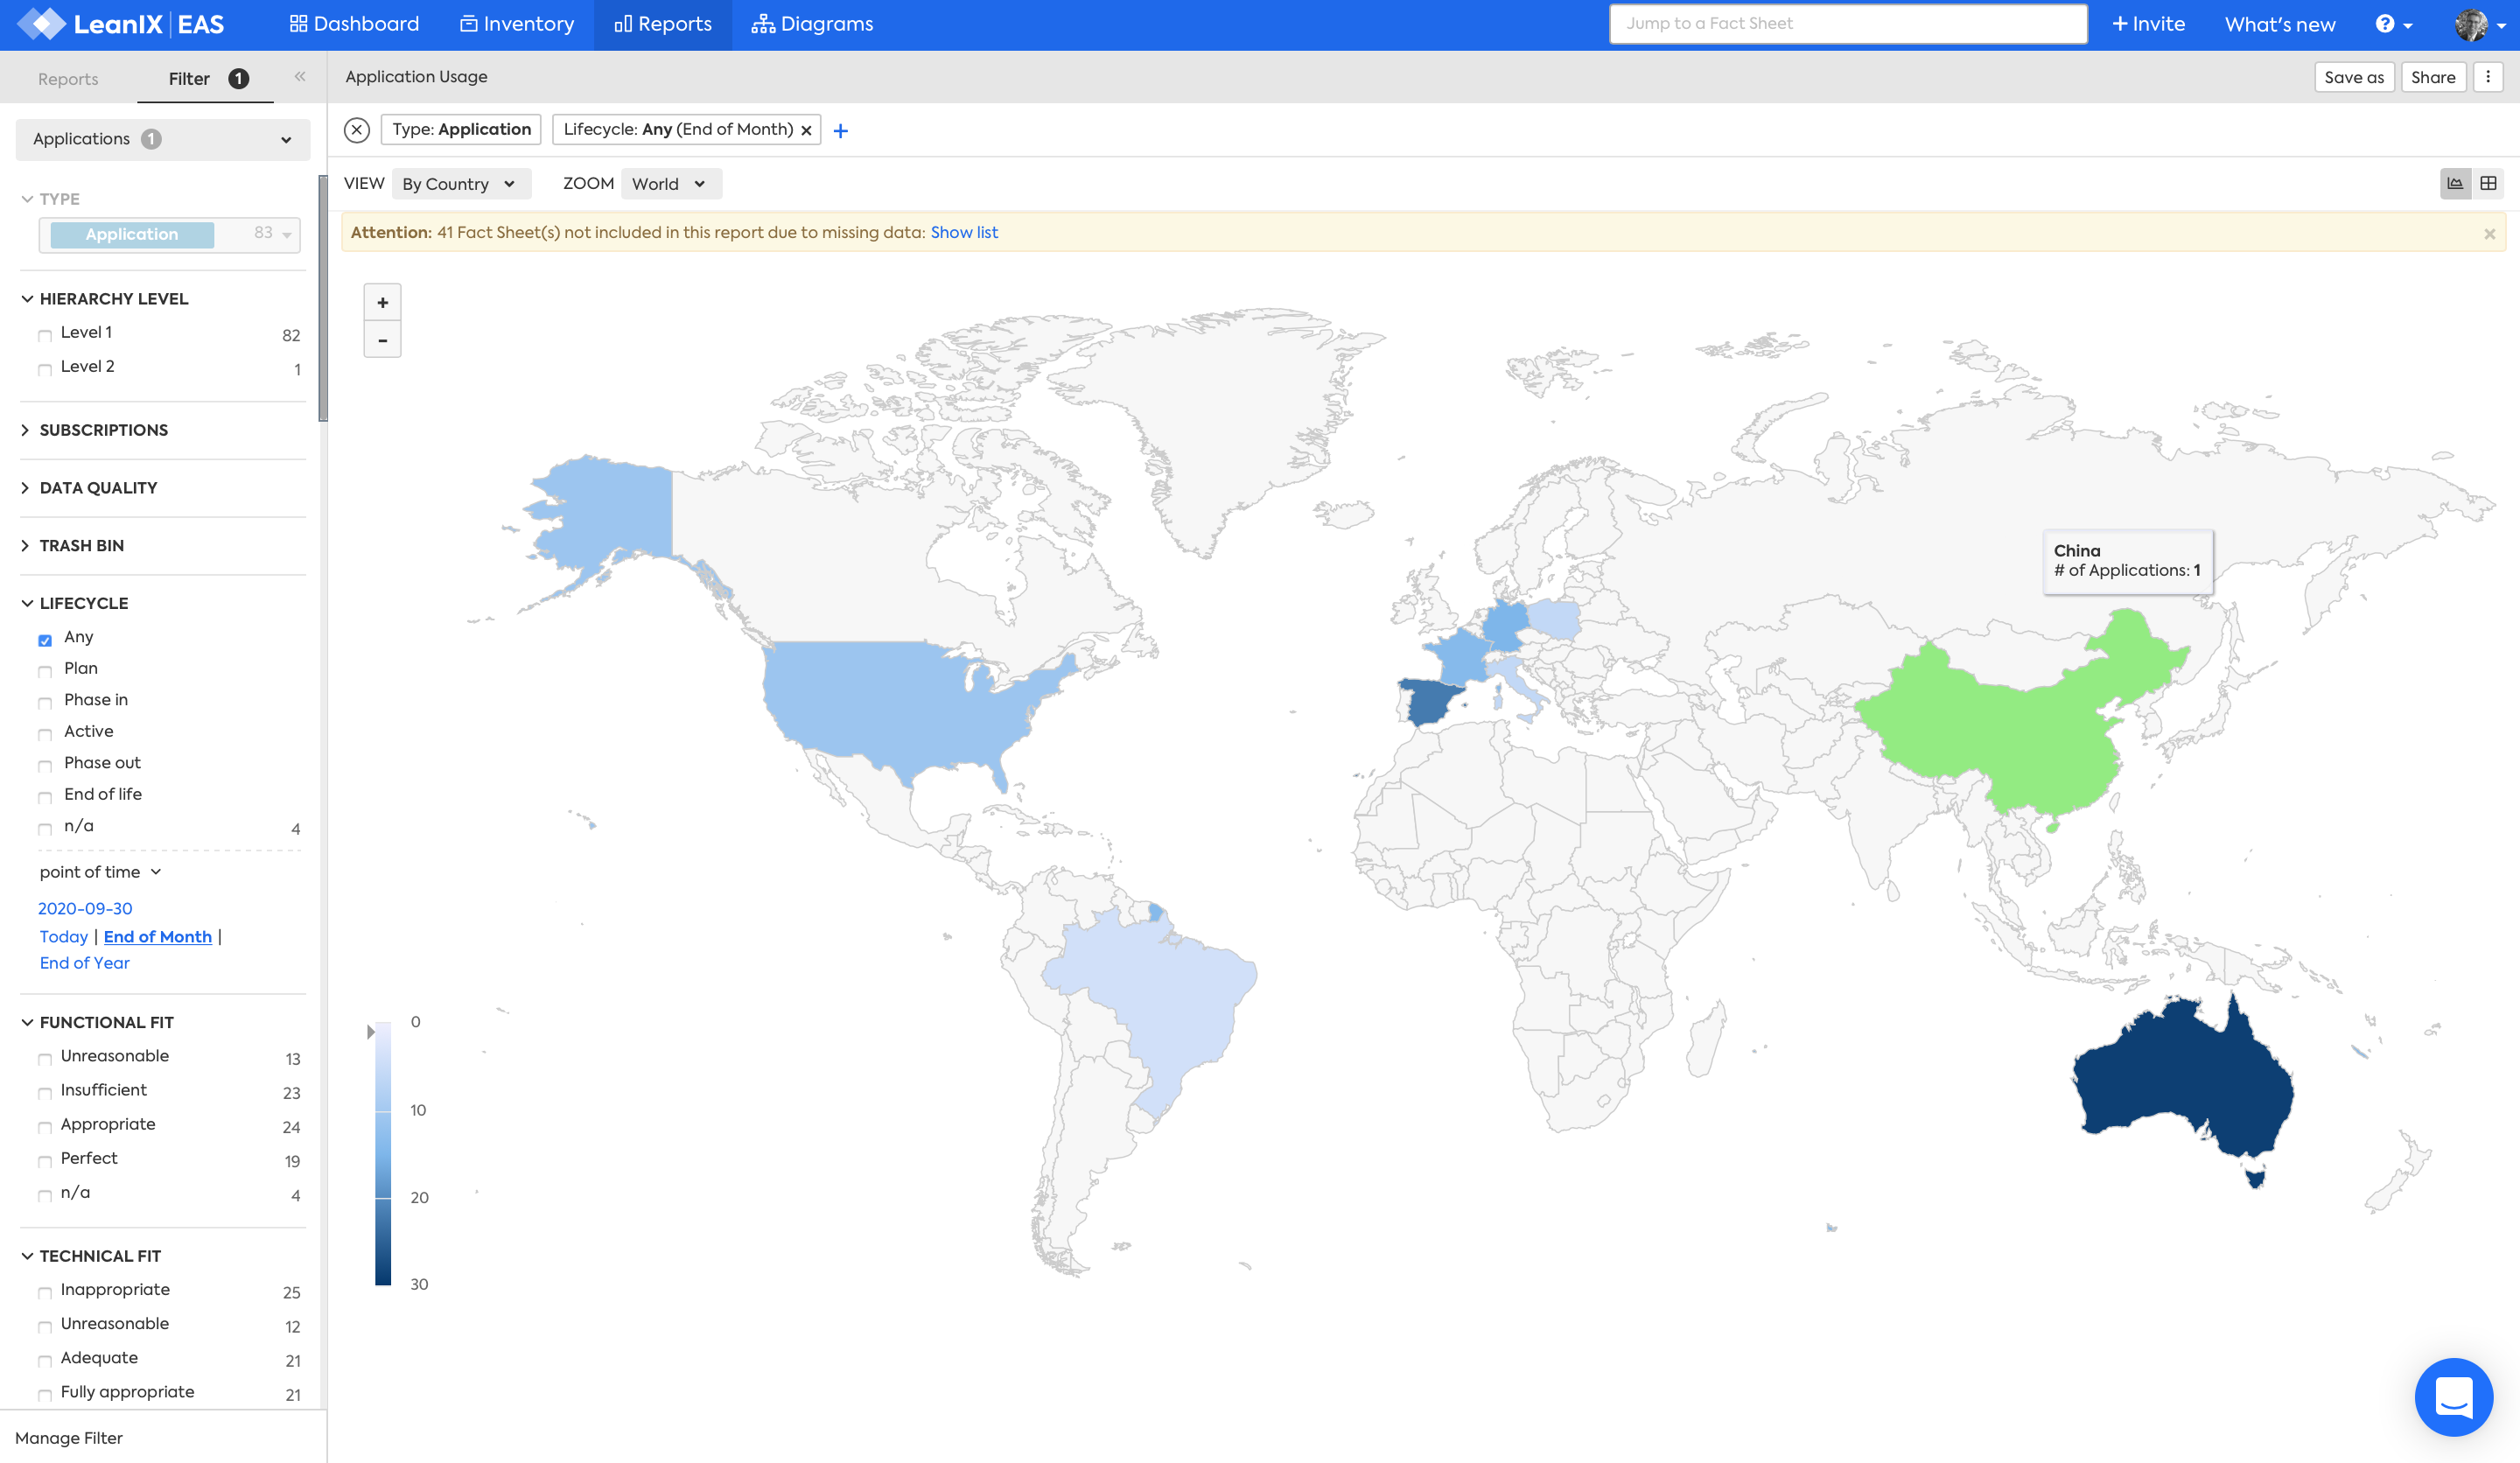 LeanIX | EAS
Dashboard
Inventory
Reports
Diagrams
Jump to a Fact Sheet
+ Invite
What's new
?
Reports
Filter 1
«
Application Usage
Save as
Share
Applications 1
Type: Application
Lifecycle: Any (End of Month) ×
+
VIEW By Country
ZOOM World
Attention: 41 Fact Sheet(s) not included in this report due to missing data: Show list
×
TYPE
Application 83
HIERARCHY LEVEL
Level 1 82
Level 2 1
SUBSCRIPTIONS
DATA QUALITY
TRASH BIN
LIFECYCLE
Any
Plan
Phase in
Active
Phase out
End of life
n/a 4
point of time
2020-09-30
Today | End of Month |
End of Year
FUNCTIONAL FIT
Unreasonable 13
Insufficient 23
Appropriate 24
Perfect 19
n/a 4
TECHNICAL FIT
Inappropriate 25
Unreasonable 12
Adequate 21
Fully appropriate 21
Manage Filter
+
-
China
# of Applications: 1
0
10
20
30